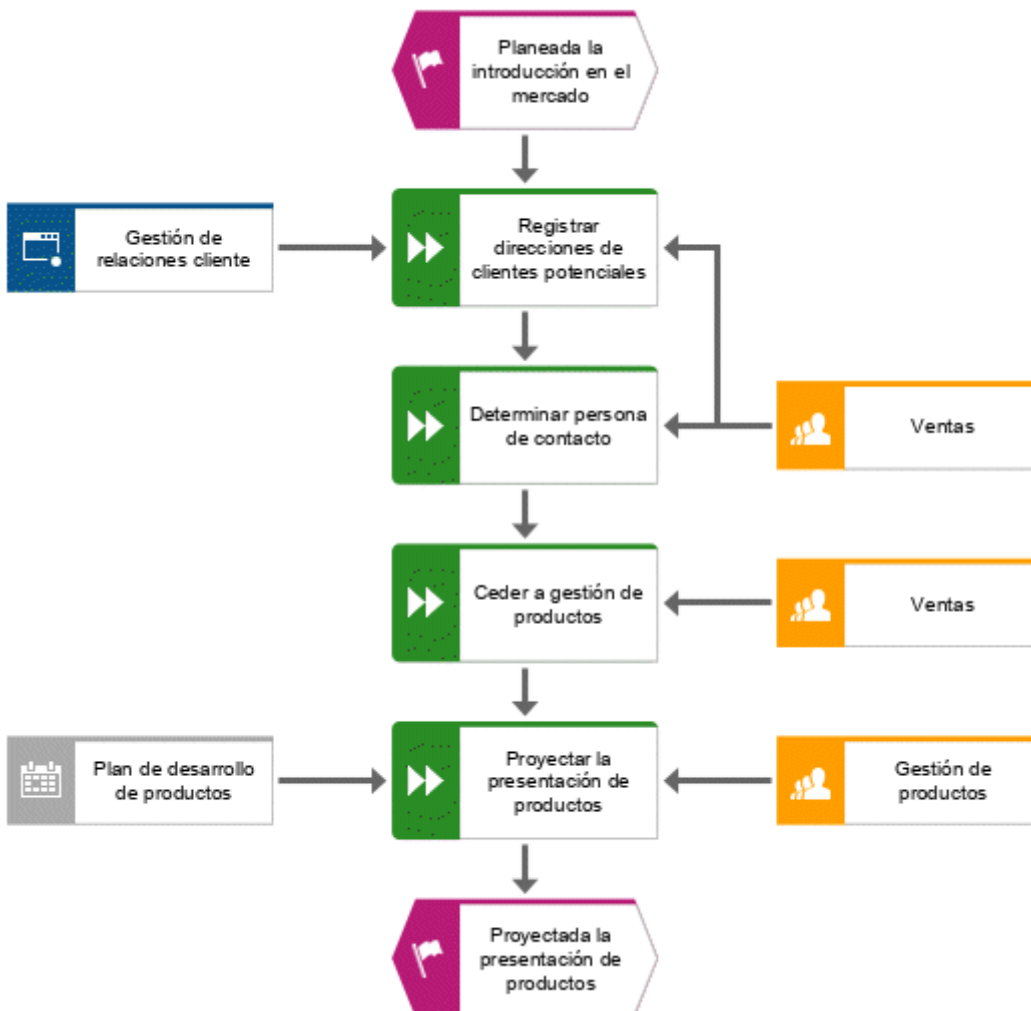 Planeada la
introducción en el
mercado
Gestión de
relaciones cliente
Registrar
direcciones de
clientes potenciales
Determinar persona
de contacto
Ventas
Ceder a gestión de
productos
Ventas
Plan de desarrollo
de productos
Proyectar la
presentación de
productos
Gestión de
productos
Proyectada la
presentación de
productos